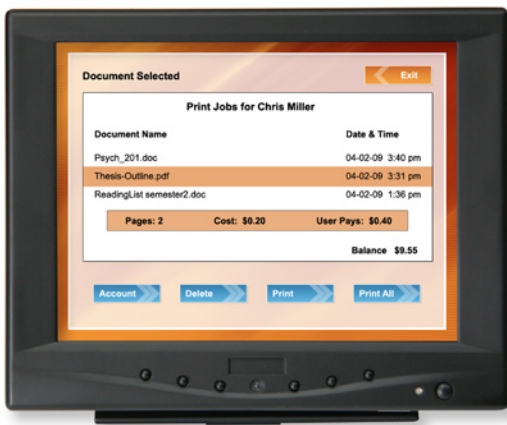 Document Selected Exit
Print Jobs for Chris Miller
Document Name Date & Time
Psych_201.doc 04-02-09 3:40 pm
Thesis-Outline.pdf 04-02-09 3:31 pm
ReadingList semester2.doc 04-02-09 1:36 pm
Pages: 2 Cost: $0.20 User Pays: $0.40
Balance $9.55
Account Delete Print Print All